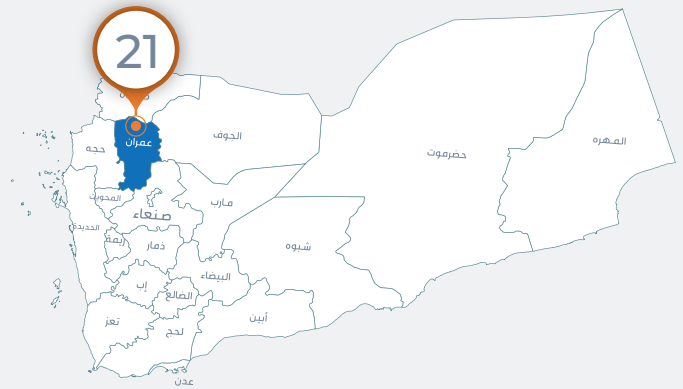 21
عمران
حجه
الجوف
حضرموت
المهره
المحويت
صنعاء
مارب
الحديدة
ريمة
ذمار
شبوه
البيضاء
إب
الضالع
تعز
لحج
أبين
عدن